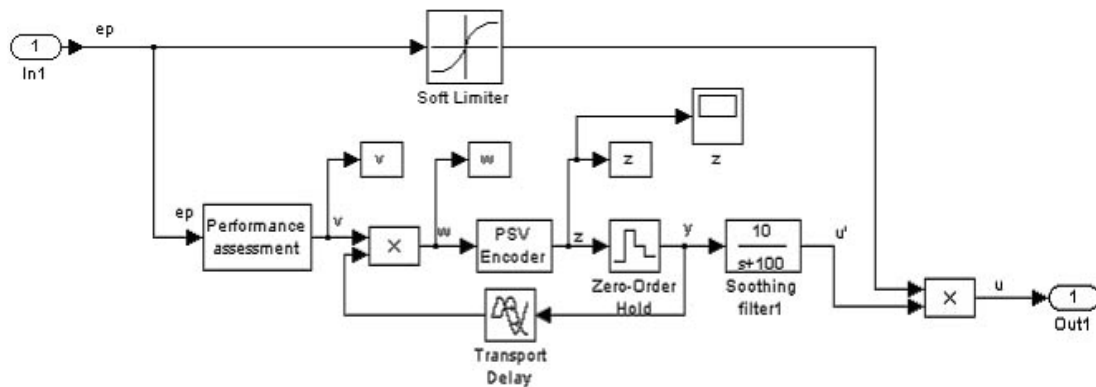 ep
1
In1
Soft Limiter
z
v
w
z
ep
Performance
assessment
v
×
w
PSV
Encoder
z
y
10
s+100
u'
Zero-Order
Hold
Soothing
filter1
Transport
Delay
×
u
1
Out1